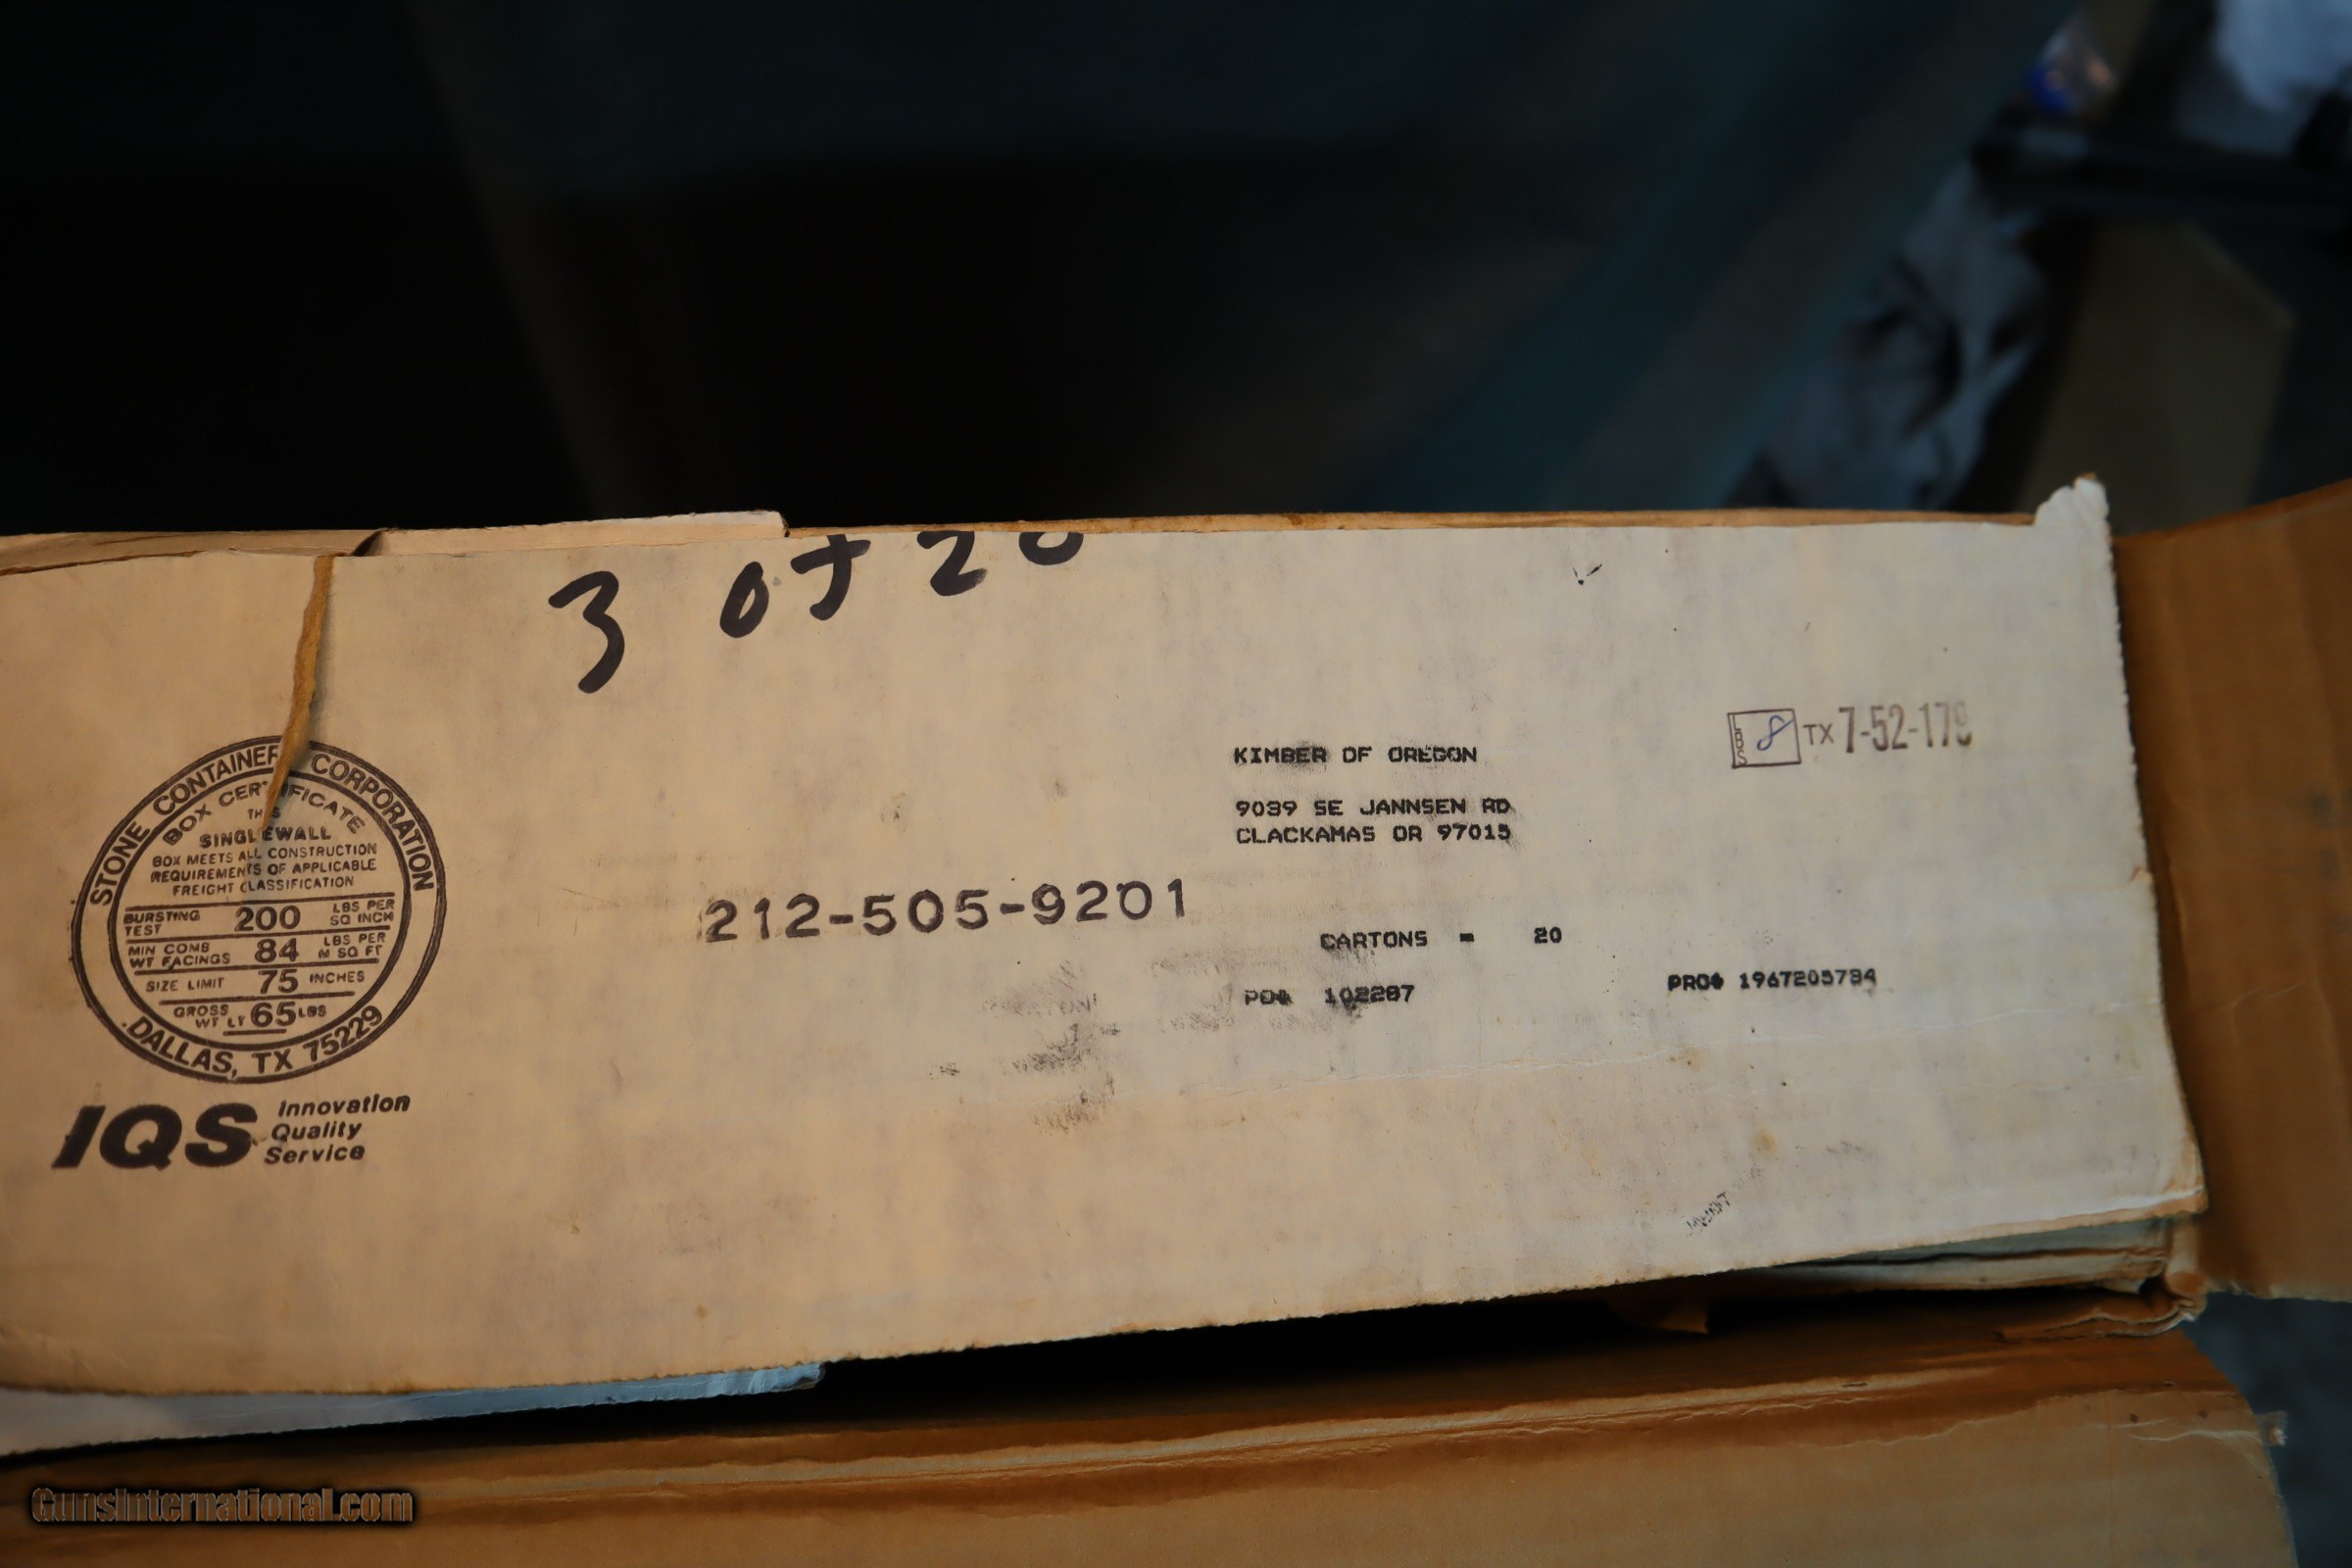 3 of 20
KIMBER OF OREGON
9039 SE JANNSEN RD
CLACKAMAS OR 97015
LBSS 8 TX 7-52-179
212-505-9201
CARTONS = 20
PO# 102287
PRO# 1967205784
STONE CONTAINER CORPORATION
BOX CERTIFICATE
THIS
SINGLEWALL
BOX MEETS ALL CONSTRUCTION
REQUIREMENTS OF APPLICABLE
FREIGHT CLASSIFICATION
BURSTING TEST 200 LBS PER SQ INCH
MIN COMB WT FACINGS 84 LBS PER M SQ FT
SIZE LIMIT 75 INCHES
GROSS WT LT 65 LBS
DALLAS, TX 75229
IQS Innovation
Quality
Service
GunsInternational.com